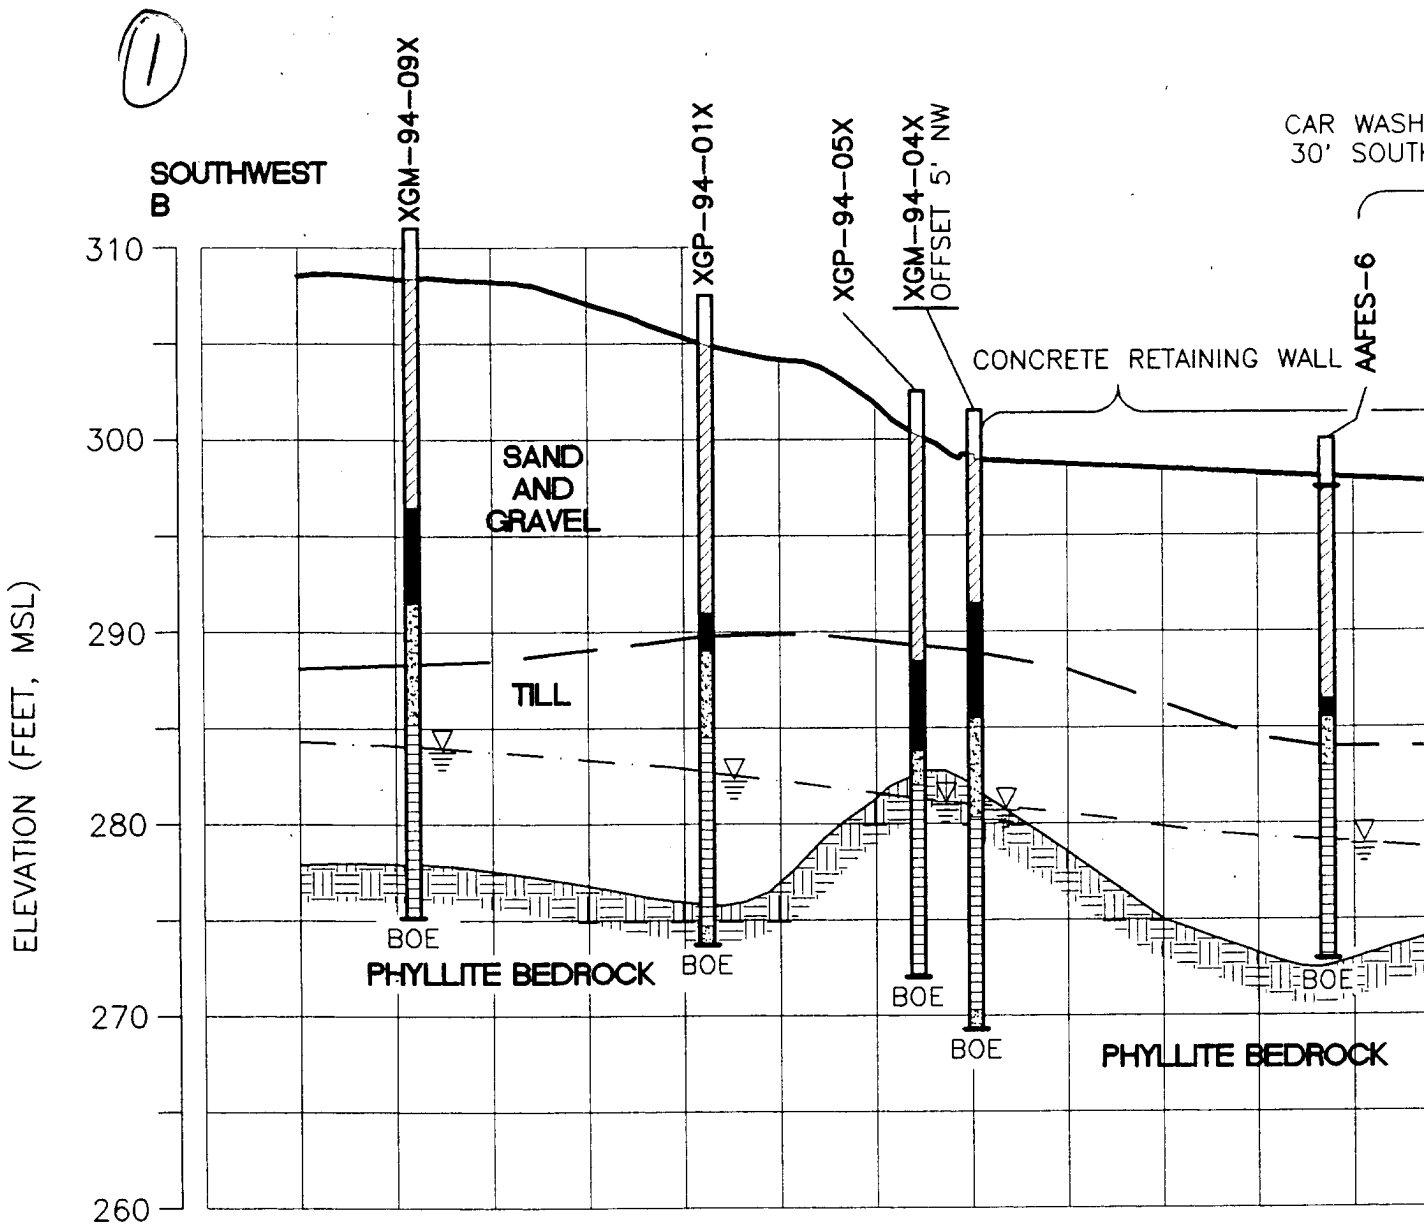 1
SOUTHWEST
B
XGM-94-09X
XGP-94-01X
XGP-94-05X
XGM-94-04X
OFFSET 5' NW
CAR WASH
30' SOUTH
AAFES-6
CONCRETE RETAINING WALL
ELEVATION (FEET, MSL)
310
300
290
280
270
260
SAND
AND
GRAVEL
TILL
BOE
BOE
BOE
BOE
BOE
PHYLLITE BEDROCK
PHYLLITE BEDROCK